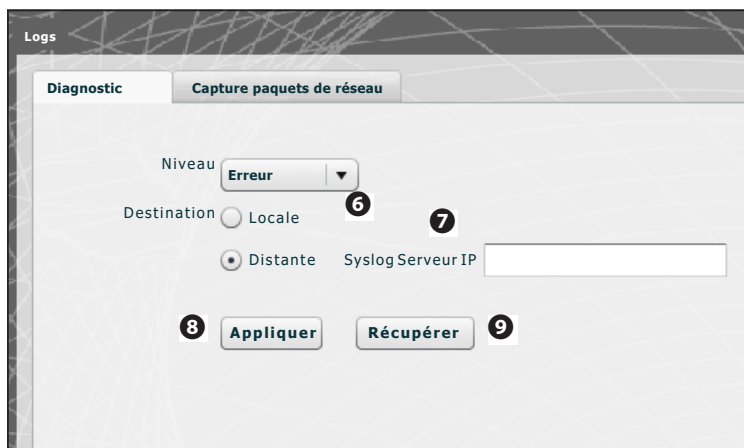 Logs
Diagnostic
Capture paquets de réseau
Niveau
Erreur
6
Destination
Locale
7
Distante
Syslog Serveur IP
8
Appliquer
Récupérer
9